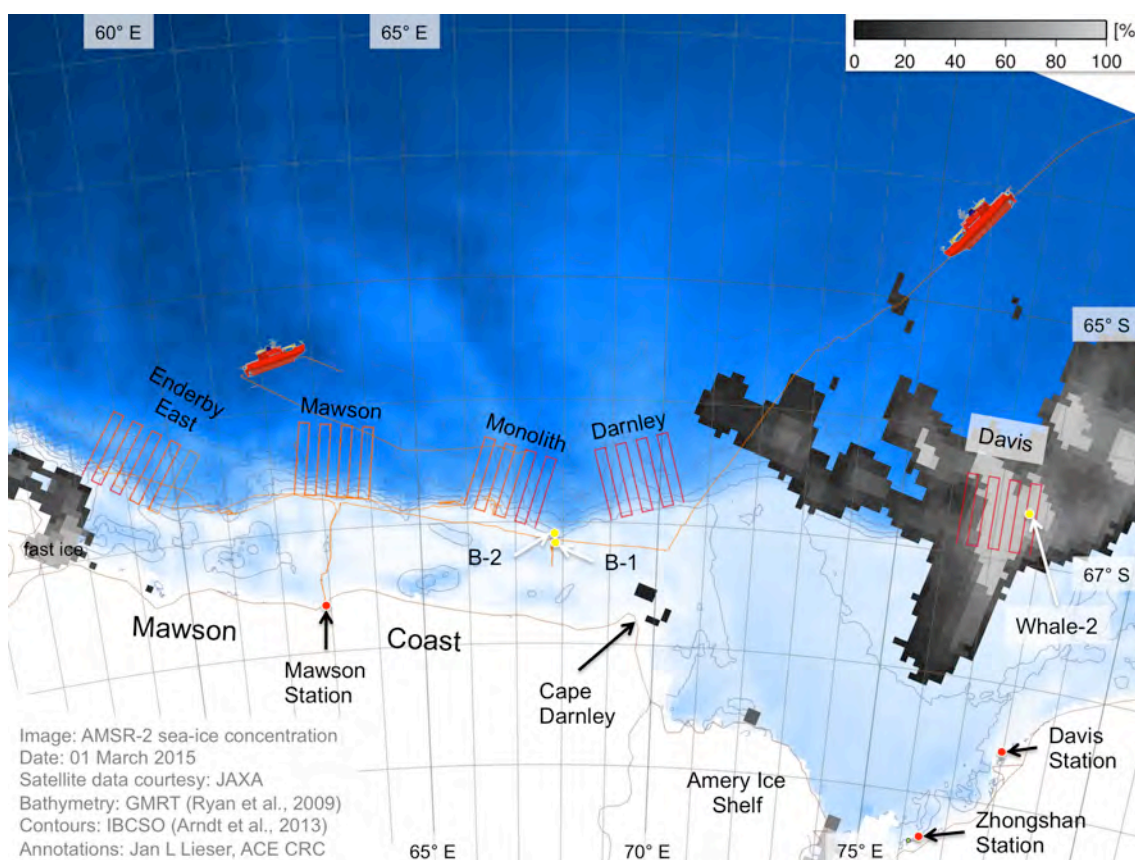 60° E
65° E
[%
0 20 40 60 80 100
65° S
Enderby
East
Mawson
Monolith
Darnley
Davis
fast ice
B-2
B-1
67° S
Whale-2
Mawson
Coast
Mawson
Station
Cape
Darnley
Davis
Station
Amery Ice
Shelf
Zhongshan
Station
Image: AMSR-2 sea-ice concentration
Date: 01 March 2015
Satellite data courtesy: JAXA
Bathymetry: GMRT (Ryan et al., 2009)
Contours: IBCSO (Arndt et al., 2013)
Annotations: Jan L Lieser, ACE CRC
65° E
70° E
75° E